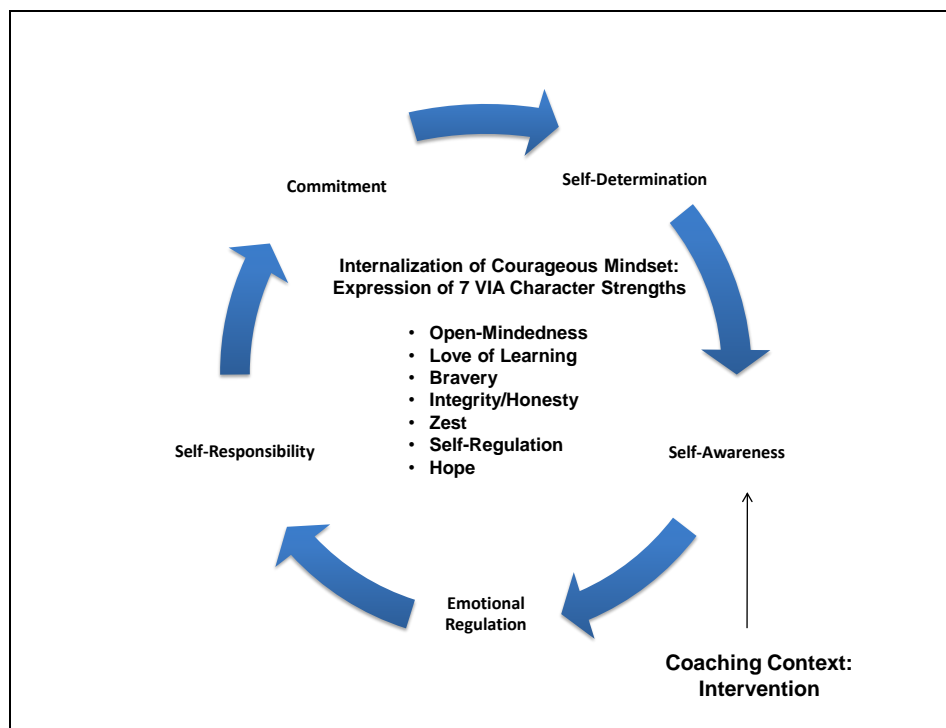 Commitment
Self-Determination
Internalization of Courageous Mindset:
Expression of 7 VIA Character Strengths
• Open-Mindedness
• Love of Learning
• Bravery
• Integrity/Honesty
• Zest
• Self-Regulation
• Hope
Self-Responsibility
Self-Awareness
Emotional
Regulation
Coaching Context:
Intervention